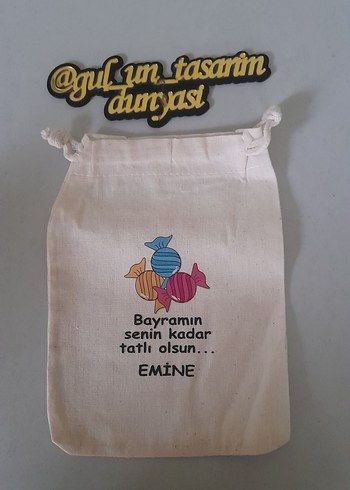 @gul_un_tasarim
dunyasi
Bayramın
senin kadar
tatlı olsun...
EMİNE